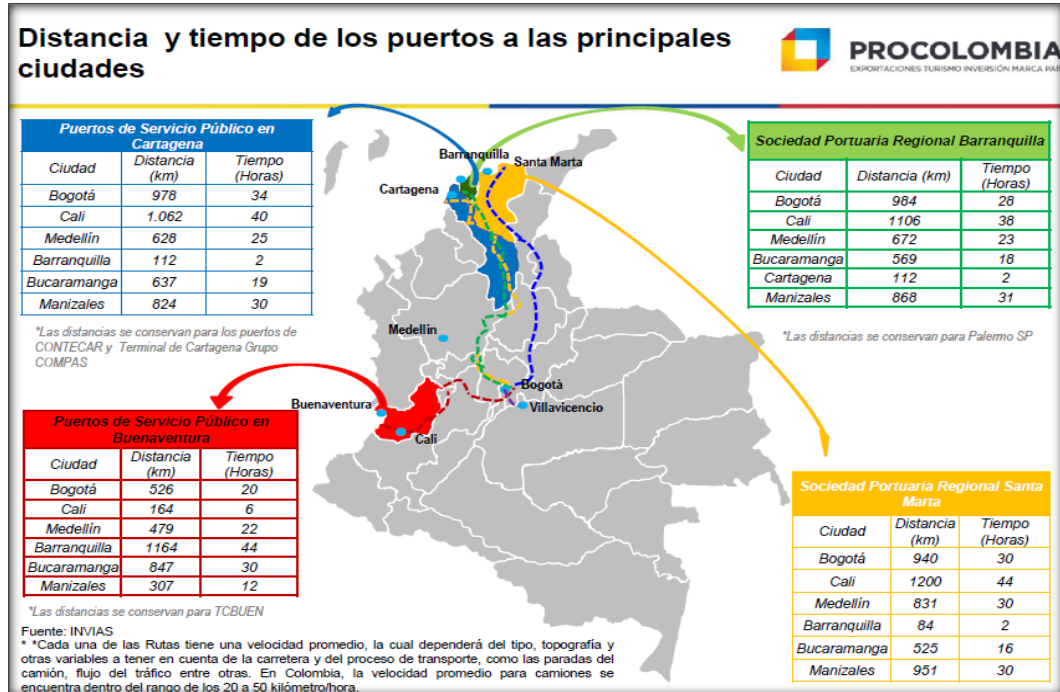 Distancia y tiempo de los puertos a las principales
ciudades
PROCOLOMBIA
EXPORTACIONES TURISMO INVERSIÓN MARCA PAÍS
Puertos de Servicio Público en
Cartagena
Ciudad Distancia (km) Tiempo (Horas)
Bogotá 978 34
Cali 1.062 40
Medellín 628 25
Barranquilla 112 2
Bucaramanga 637 19
Manizales 824 30
*Las distancias se conservan para los puertos de
CONTECAR y Terminal de Cartagena Grupo
COMPAS
Sociedad Portuaria Regional Barranquilla
Ciudad Distancia (km) Tiempo (Horas)
Bogotá 984 28
Cali 1106 38
Medellín 672 23
Bucaramanga 569 18
Cartagena 112 2
Manizales 868 31
*Las distancias se conservan para Palermo SP
Barranquilla
Santa Marta
Cartagena
Medellín
Bogotá
Buenaventura
Villavicencio
Cali
Puertos de Servicio Público en
Buenaventura
Ciudad Distancia (km) Tiempo (Horas)
Bogotá 526 20
Cali 164 6
Medellín 479 22
Barranquilla 1164 44
Bucaramanga 847 30
Manizales 307 12
*Las distancias se conservan para TCBUEN
Sociedad Portuaria Regional Santa
Marta
Ciudad Distancia (km) Tiempo (Horas)
Bogotá 940 30
Cali 1200 44
Medellín 831 30
Barranquilla 84 2
Bucaramanga 525 16
Manizales 951 30
Fuente: INVIAS
* *Cada una de las Rutas tiene una velocidad promedio, la cual dependerá del tipo, topografía y
otras variables a tener en cuenta de la carretera y del proceso de transporte, como las paradas del
camión, flujo del tráfico entre otras. En Colombia, la velocidad promedio para camiones se
encuentra dentro del rango de los 20 a 50 kilómetro/hora.